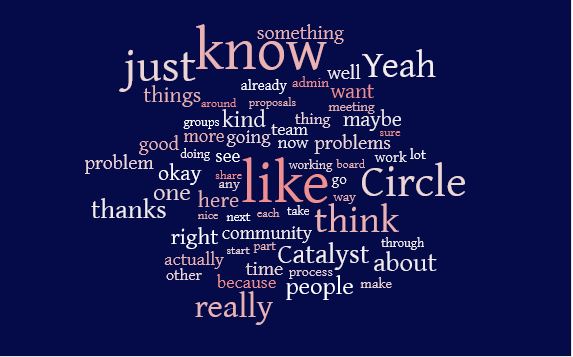 something
know
just
Yeah
well
already
admin
want
things
around
proposals
meeting
groups
kind
thing
maybe
more
going
team
sure
good
now
problems
doing
see
working
board
work
lot
problem
okay
share
like
go
Circle
any
one
here
way
thanks
nice
next
each
take
think
right
community
through
actually
start
part
Catalyst
about
other
time
process
because
people
make
really